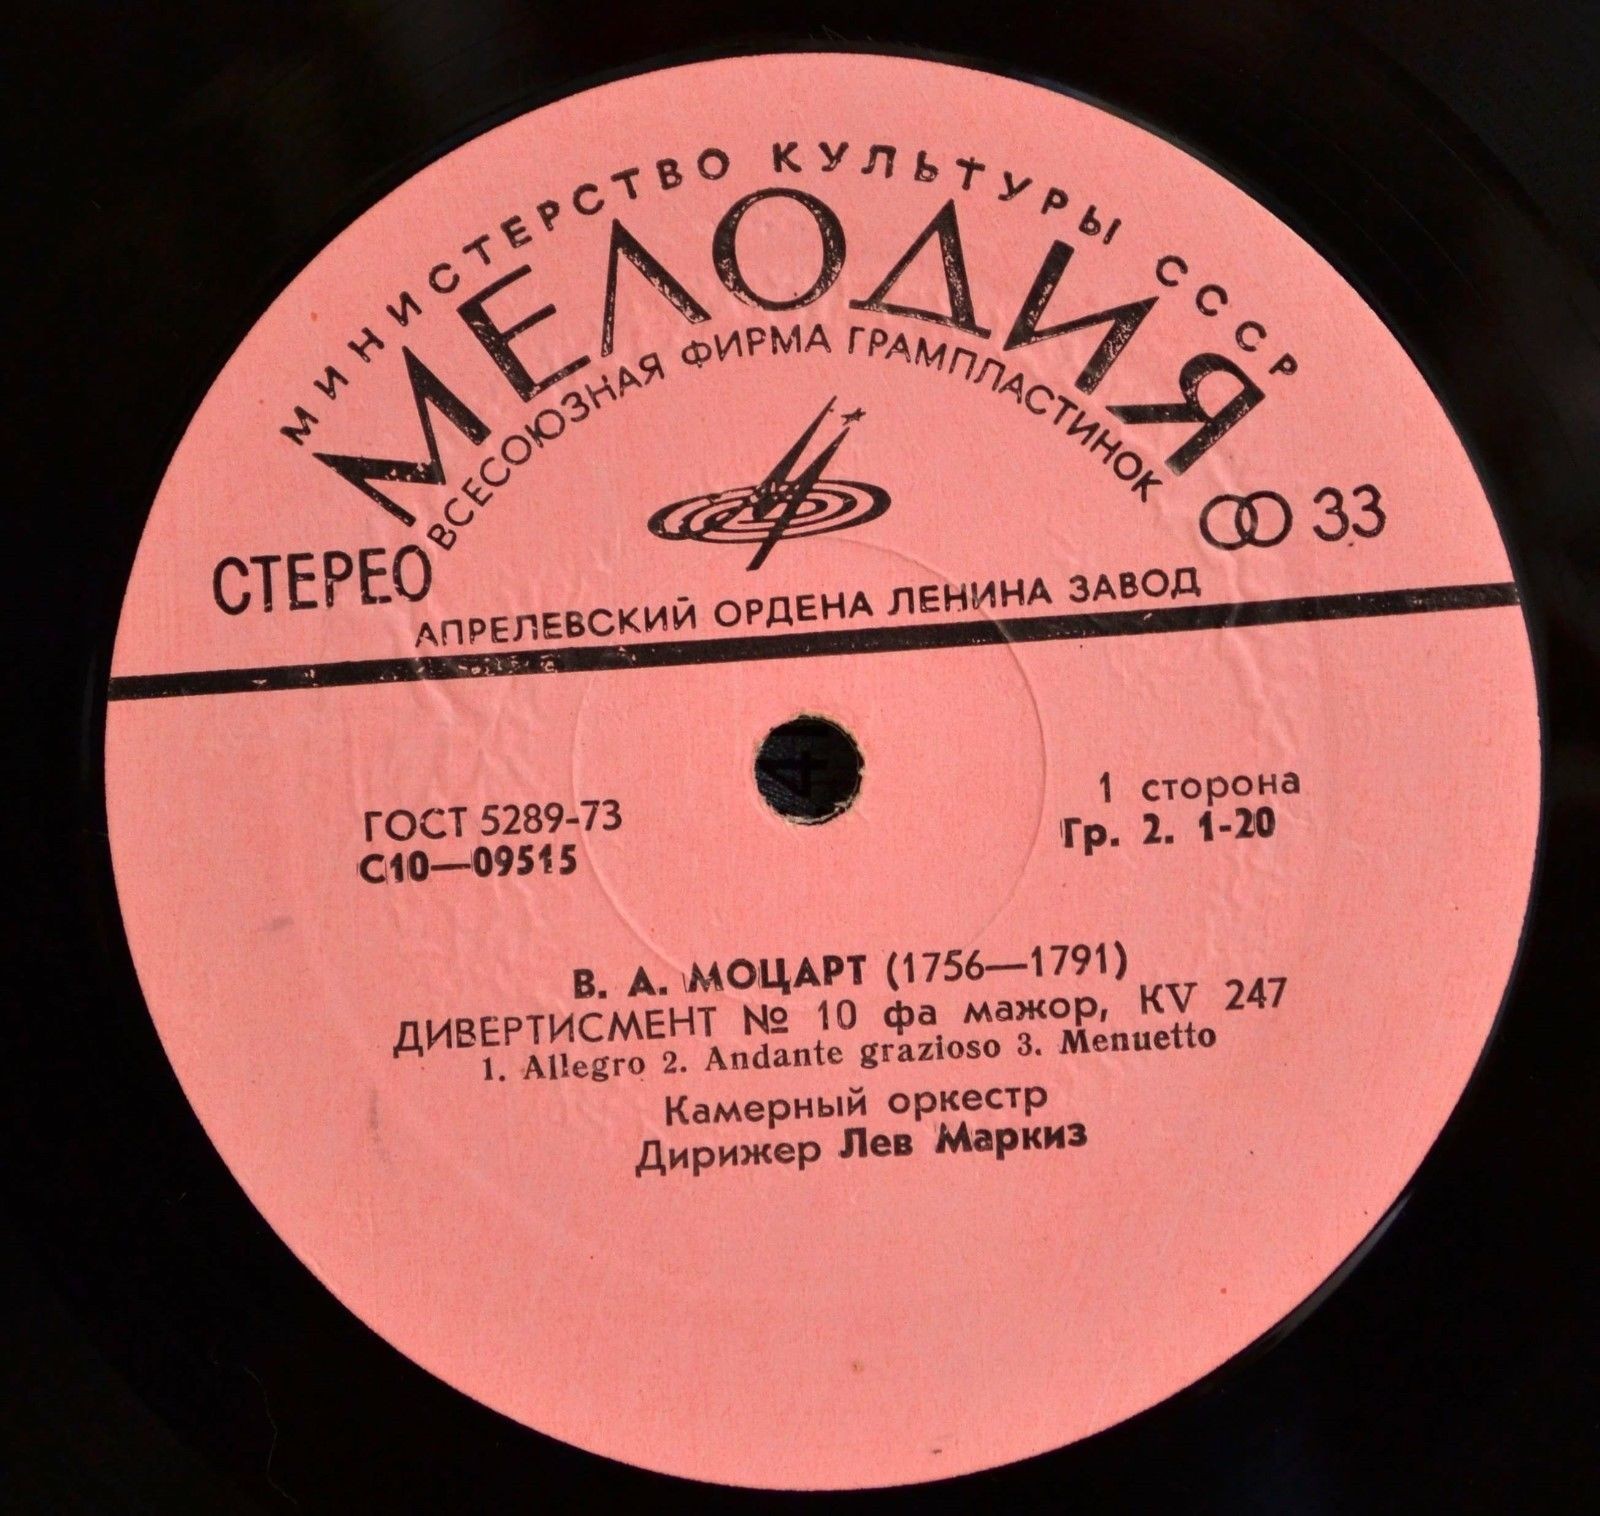 МИНИСТЕРСТВО КУЛЬТУРЫ СССР
МЕЛОДИЯ
ВСЕСОЮЗНАЯ ФИРМА ГРАМПЛАСТИНОК
СТЕРЕО
33
АПРЕЛЕВСКИЙ ОРДЕНА ЛЕНИНА ЗАВОД
ГОСТ 5289-73
С10—09515
1 сторона
Гр. 2. 1-20
В. А. МОЦАРТ (1756—1791)
ДИВЕРТИСМЕНТ № 10 фа мажор, KV 247
1. Allegro 2. Andante grazioso 3. Menuetto
Камерный оркестр
Дирижер Лев Маркиз